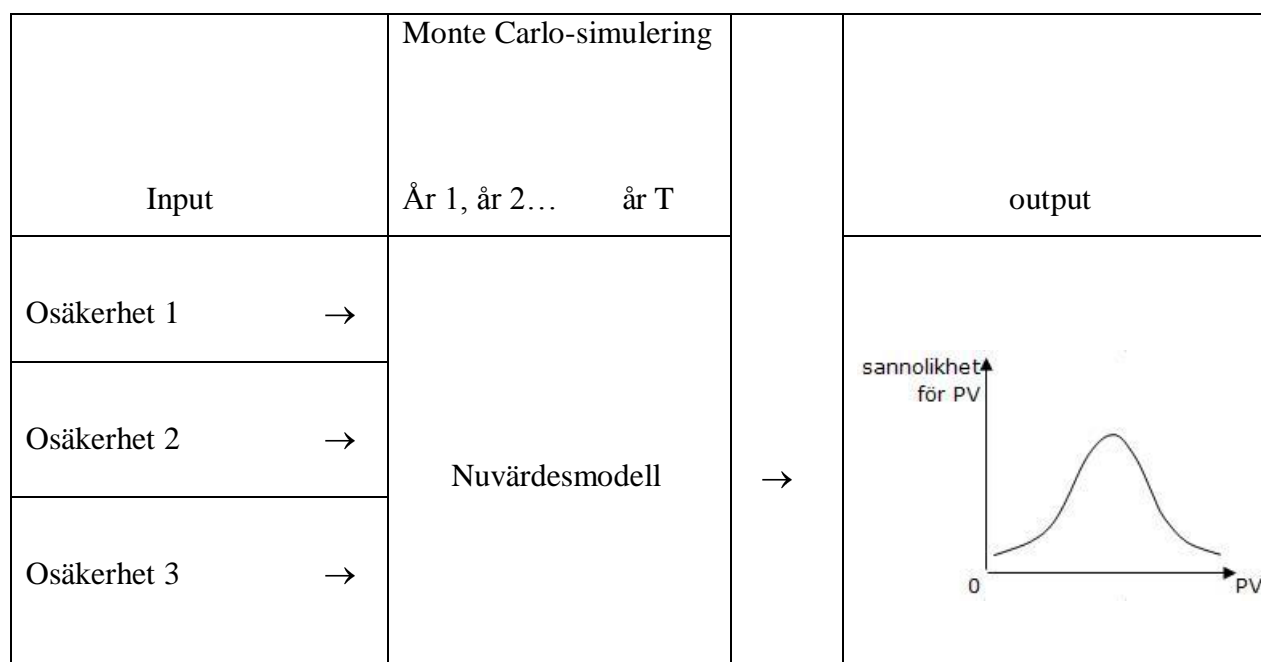 Monte Carlo-simulering
Input
År 1, år 2… år T
output
Osäkerhet 1 →
Osäkerhet 2 →
Osäkerhet 3 →
Nuvärdesmodell
→
sannolikhet
för PV
0
PV